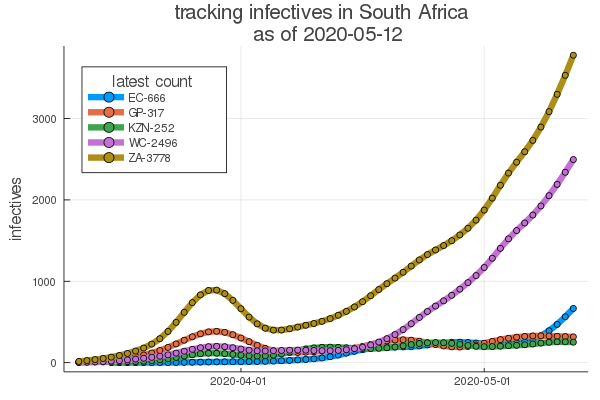 tracking infectives in South Africa
as of 2020-05-12
latest count
EC-666
GP-317
KZN-252
WC-2496
ZA-3778
infectives
3000
2000
1000
0
2020-04-01
2020-05-01